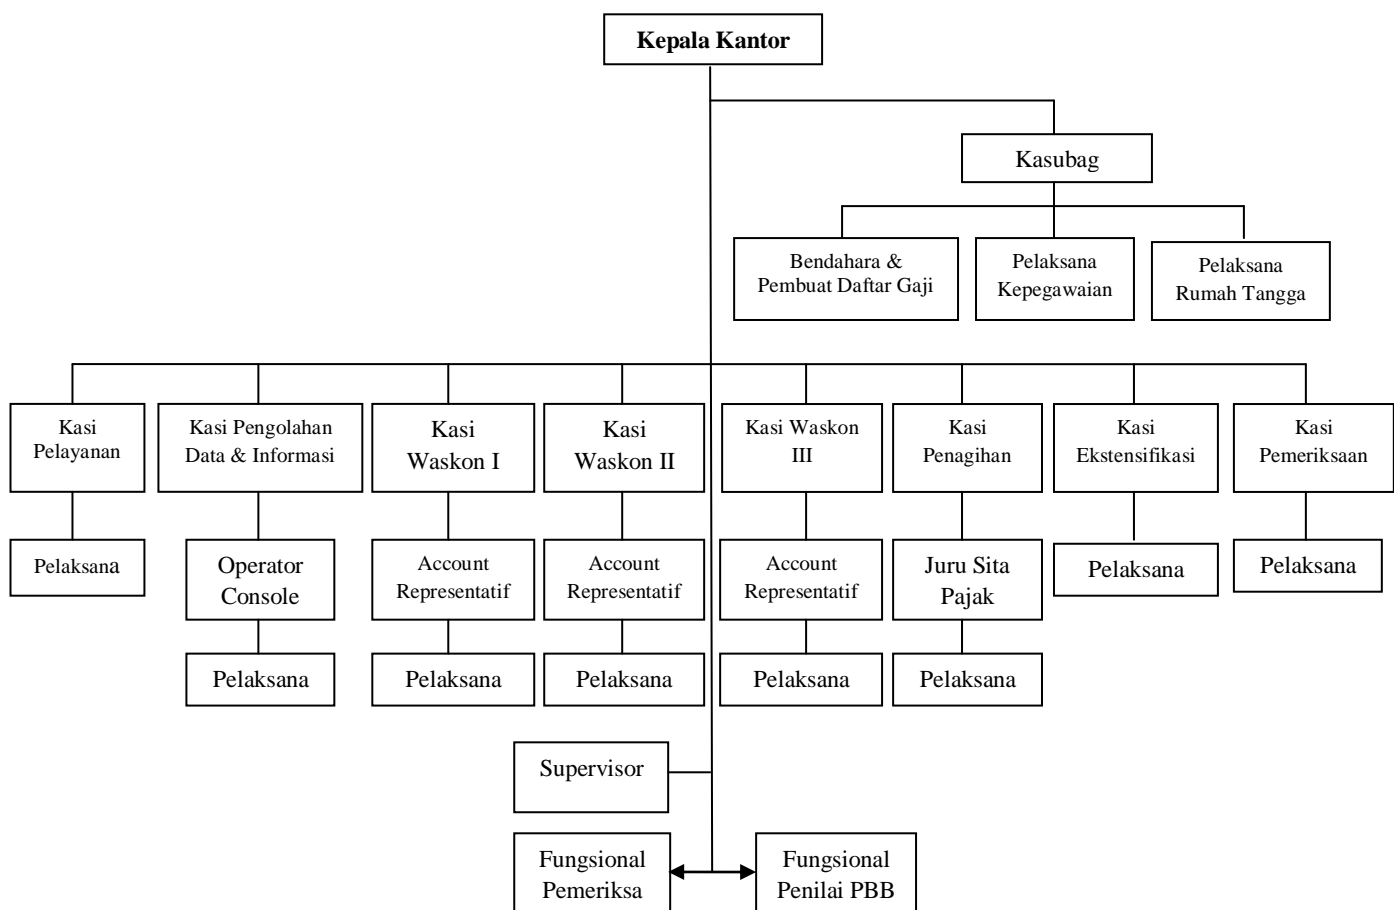 Kepala Kantor
Kasubag
Bendahara &
Pembuat Daftar Gaji
Pelaksana
Kepegawaian
Pelaksana
Rumah Tangga
Kasi
Pelayanan
Kasi Pengolahan
Data & Informasi
Kasi
Waskon I
Kasi
Waskon II
Kasi Waskon
III
Kasi
Penagihan
Kasi
Ekstensifikasi
Kasi
Pemeriksaan
Pelaksana
Operator
Console
Account
Representatif
Account
Representatif
Account
Representatif
Juru Sita
Pajak
Pelaksana
Pelaksana
Pelaksana
Pelaksana
Pelaksana
Pelaksana
Pelaksana
Supervisor
Fungsional
Pemeriksa
Fungsional
Penilai PBB